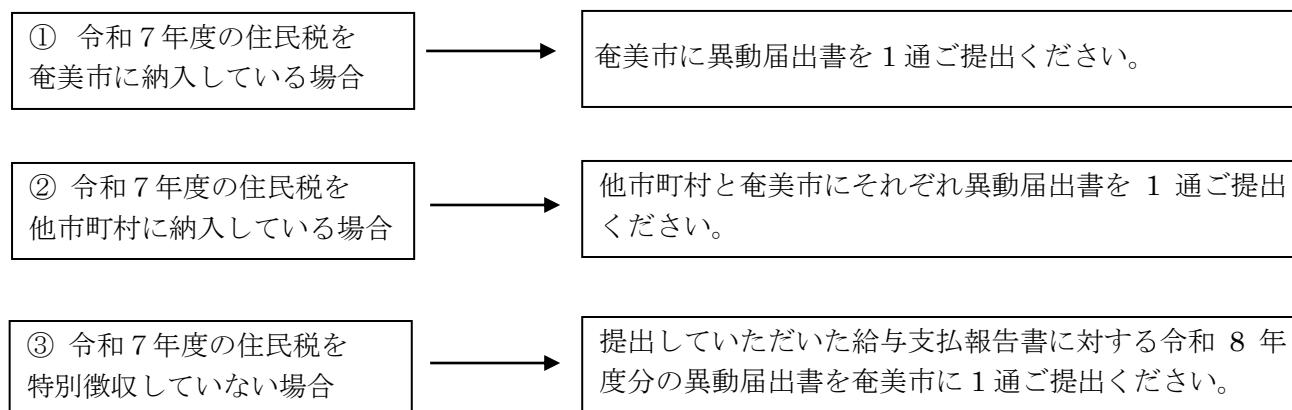 ① 令和７年度の住民税を
奄美市に納入している場合
奄美市に異動届出書を１通ご提出ください。
② 令和７年度の住民税を
他市町村に納入している場合
他市町村と奄美市にそれぞれ異動届出書を 1 通ご提出
ください。
③ 令和７年度の住民税を
特別徴収していない場合
提出していただいた給与支払報告書に対する令和 8 年
度分の異動届出書を奄美市に１通ご提出ください。